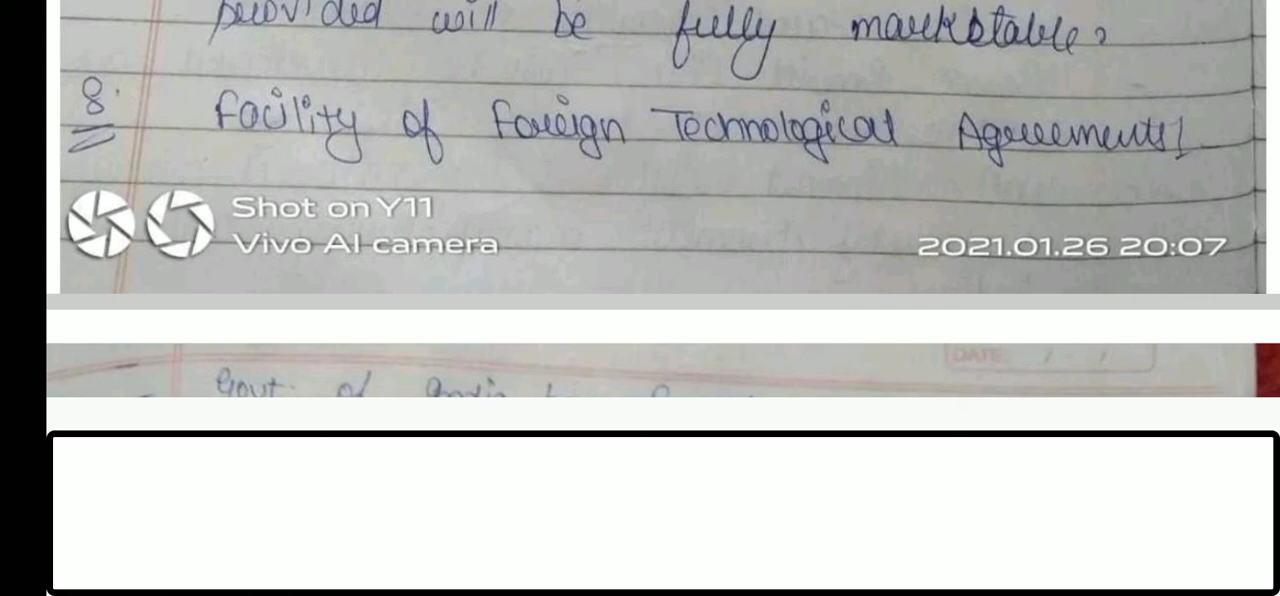 provided will be fully marketable.
8. Facility of Foreign Technological Agreements!
Shot on Y11
Vivo AI camera
2021.01.26 20:07
DATE / /
Govt. of